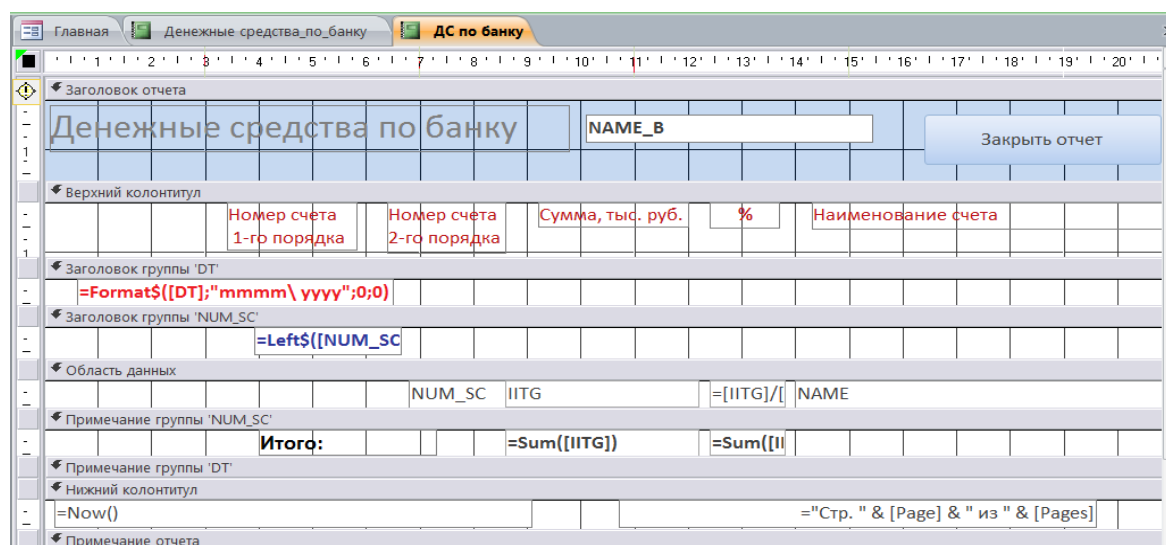 Главная Денежные средства_по_банку ДС по банку
1 2 3 4 5 6 7 8 9 10 11 12 13 14 15 16 17 18 19 20
Заголовок отчета
Денежные средства по банку NAME_B Закрыть отчет
1
Верхний колонтитул
Номер счета Номер счета Сумма, тыс. руб. % Наименование счета
1-го порядка 2-го порядка
1
Заголовок группы 'DT'
=Format$([DT];"mmmm\ yyyy";0;0)
Заголовок группы 'NUM_SC'
=Left$([NUM_SC
Область данных
NUM_SC IITG =[IITG]/[ NAME
Примечание группы 'NUM_SC'
Итого: =Sum([IITG]) =Sum([II
Примечание группы 'DT'
Нижний колонтитул
=Now() ="Стр. " & [Page] & " из " & [Pages]
Примечание отчета